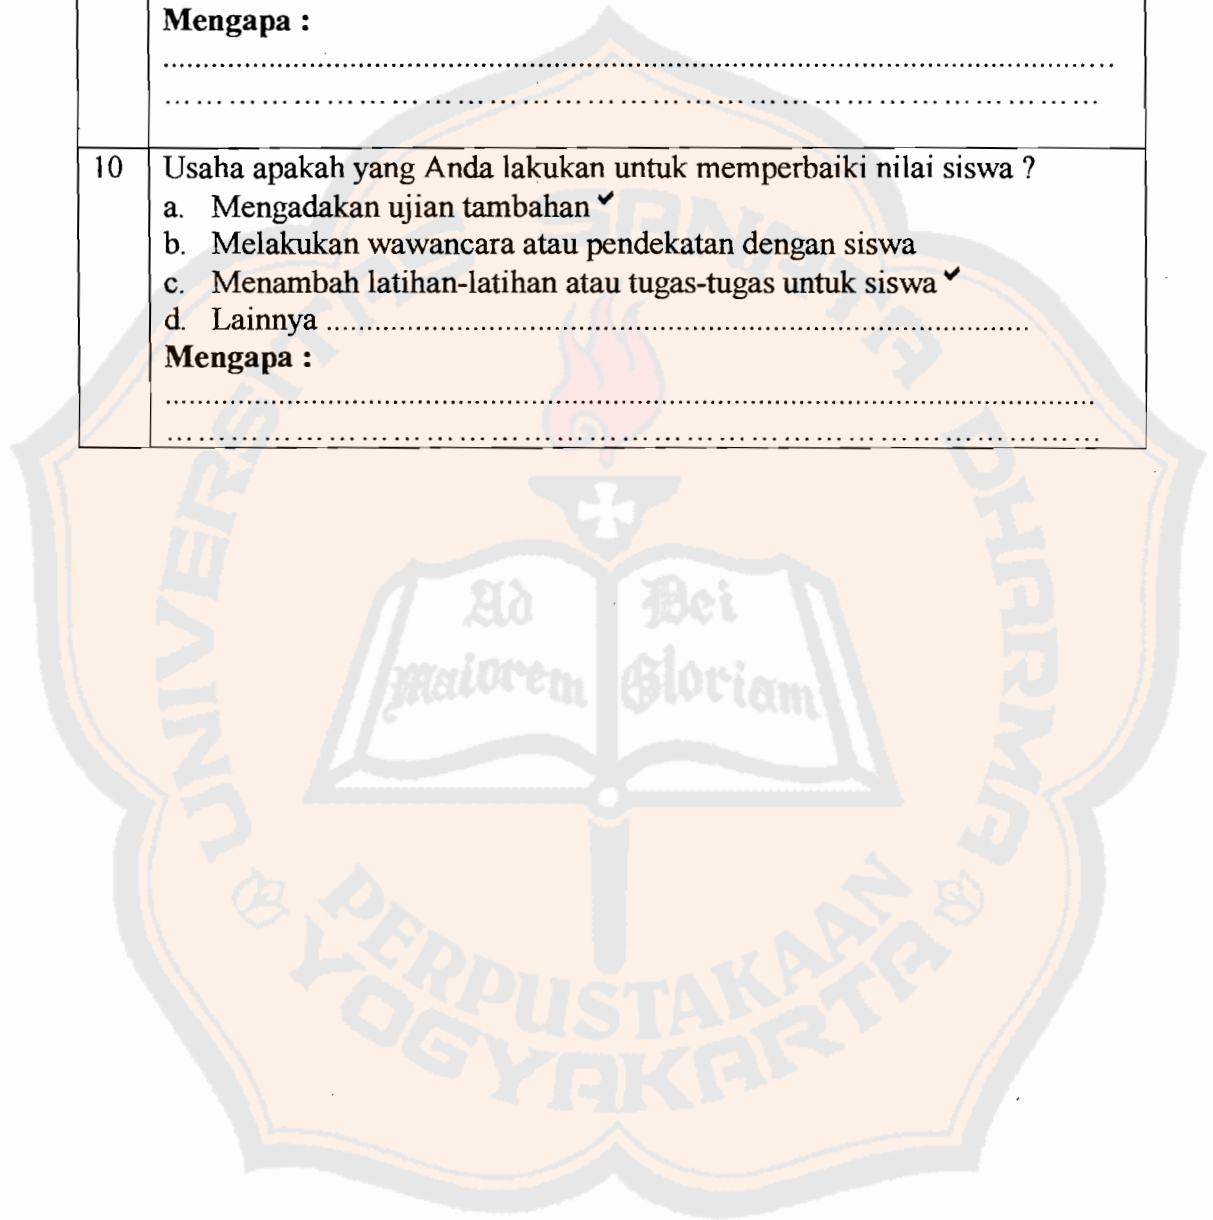 Mengapa :
................................................................................
................................................................................
10 Usaha apakah yang Anda lakukan untuk memperbaiki nilai siswa ?
a. Mengadakan ujian tambahan ✔
b. Melakukan wawancara atau pendekatan dengan siswa
c. Menambah latihan-latihan atau tugas-tugas untuk siswa ✔
d. Lainnya ................................................................................
Mengapa :
................................................................................
................................................................................
UNIVERSITAS SANATA DHARMA
Ad Dei
Maiorem Gloriam
PERPUSTAKAAN
YOGYAKARTA